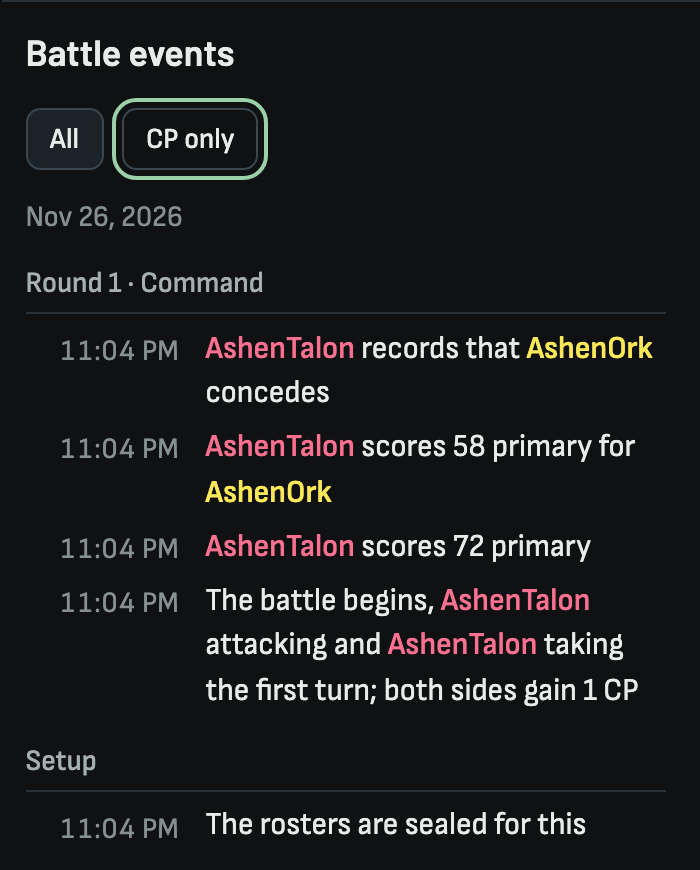 Battle events
All
CP only
Nov 26, 2026
Round 1 · Command
11:04 PM AshenTalon records that AshenOrk
concedes
11:04 PM AshenTalon scores 58 primary for
AshenOrk
11:04 PM AshenTalon scores 72 primary
11:04 PM The battle begins, AshenTalon
attacking and AshenTalon taking
the first turn; both sides gain 1 CP
Setup
11:04 PM The rosters are sealed for this